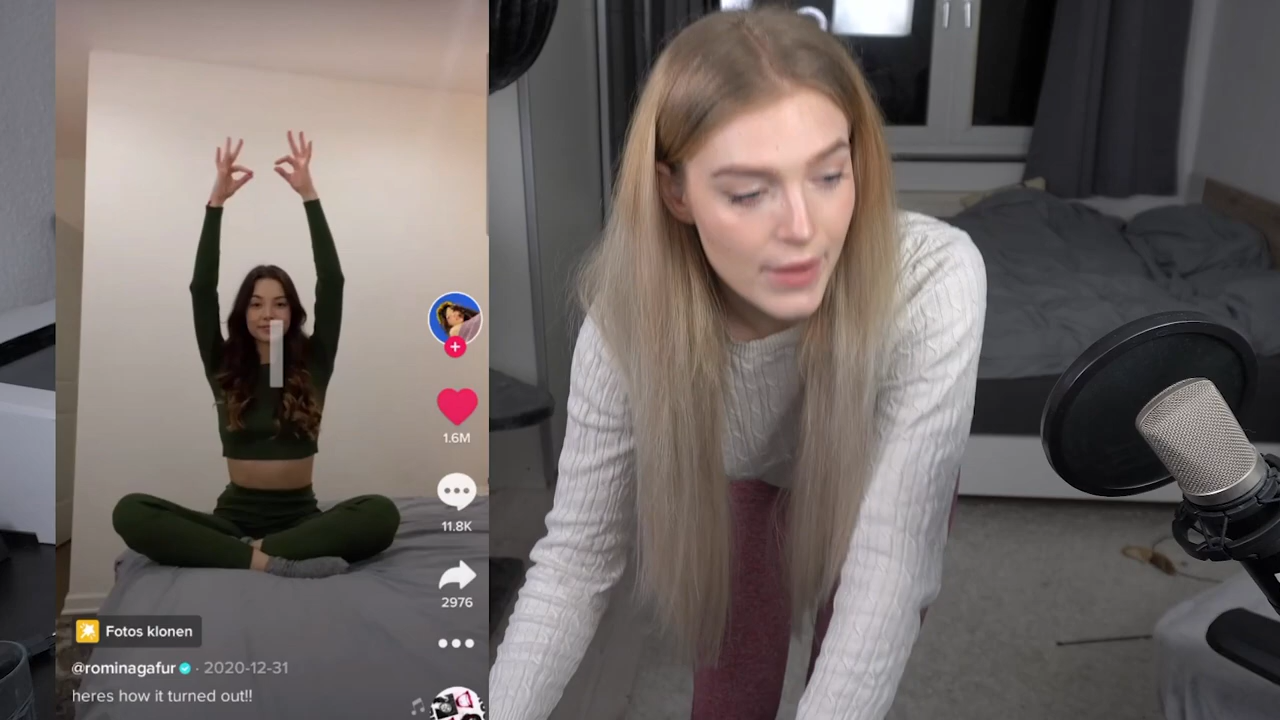 1.6M
11.8K
2976
Fotos klonen
@rominagafur · 2020-12-31
heres how it turned out!!